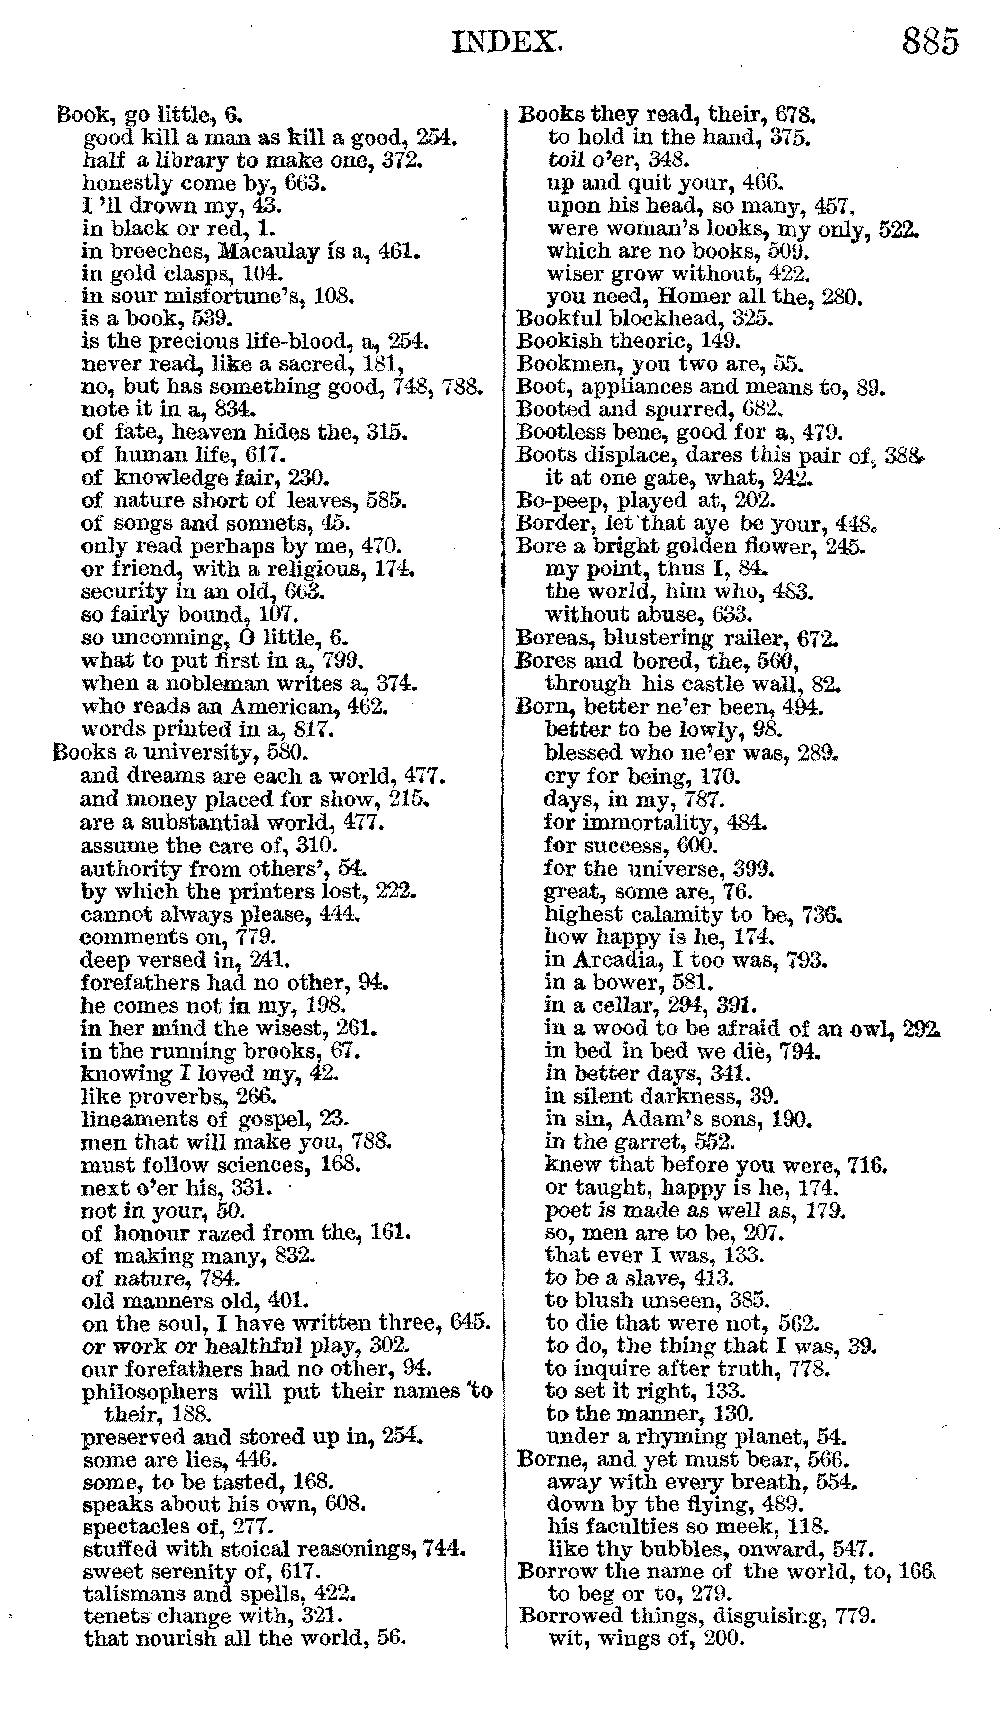 INDEX.
885
Book, go little, 6.
good kill a man as kill a good, 254.
half a library to make one, 372.
honestly come by, 663.
I 'll drown my, 43.
in black or red, 1.
in breeches, Macaulay is a, 461.
in gold clasps, 104.
in sour misfortune's, 108.
is a book, 539.
is the precious life-blood, a, 254.
never read, like a sacred, 181,
no, but has something good, 748, 788.
note it in a, 834.
of fate, heaven hides the, 315.
of human life, 617.
of knowledge fair, 230.
of nature short of leaves, 585.
of songs and sonnets, 45.
only read perhaps by me, 470.
or friend, with a religious, 174.
security in an old, 663.
so fairly bound, 107.
so unconning, O little, 6.
what to put first in a, 799.
when a nobleman writes a, 374.
who reads an American, 462.
words printed in a, 817.
Books a university, 580.
and dreams are each a world, 477.
and money placed for show, 215.
are a substantial world, 477.
assume the care of, 310.
authority from others', 54.
by which the printers lost, 222.
cannot always please, 444.
comments on, 779.
deep versed in, 241.
forefathers had no other, 94.
he comes not in my, 198.
in her mind the wisest, 261.
in the running brooks, 67.
knowing I loved my, 42.
like proverbs, 266.
lineaments of gospel, 23.
men that will make you, 788.
must follow sciences, 168.
next o'er his, 331.
not in your, 50.
of honour razed from the, 161.
of making many, 832.
of nature, 784.
old manners old, 401.
on the soul, I have written three, 645.
or work or healthful play, 302.
our forefathers had no other, 94.
philosophers will put their names to
their, 188.
preserved and stored up in, 254.
some are lies, 446.
some, to be tasted, 168.
speaks about his own, 608.
spectacles of, 277.
stuffed with stoical reasonings, 744.
sweet serenity of, 617.
talismans and spells, 422.
tenets change with, 321.
that nourish all the world, 56.
Books they read, their, 678.
to hold in the hand, 375.
toil o'er, 348.
up and quit your, 466.
upon his head, so many, 457,
were woman's looks, my only, 522.
which are no books, 509.
wiser grow without, 422.
you need, Homer all the, 280.
Bookful blockhead, 325.
Bookish theoric, 149.
Bookmen, you two are, 55.
Boot, appliances and means to, 89.
Booted and spurred, 682.
Bootless bene, good for a, 479.
Boots displace, dares this pair of, 388.
it at one gate, what, 242.
Bo-peep, played at, 202.
Border, let that aye be your, 448.
Bore a bright golden flower, 245.
my point, thus I, 84.
the world, him who, 483.
without abuse, 633.
Boreas, blustering railer, 672.
Bores and bored, the, 560,
through his castle wall, 82.
Born, better ne'er been, 494.
better to be lowly, 98.
blessed who ne'er was, 289.
cry for being, 170.
days, in my, 787.
for immortality, 484.
for success, 600.
for the universe, 399.
great, some are, 76.
highest calamity to be, 736.
how happy is he, 174.
in Arcadia, I too was, 793.
in a bower, 581.
in a cellar, 294, 391.
in a wood to be afraid of an owl, 292.
in bed in bed we die, 794.
in better days, 341.
in silent darkness, 39.
in sin, Adam's sons, 190.
in the garret, 552.
knew that before you were, 716.
or taught, happy is he, 174.
poet is made as well as, 179.
so, men are to be, 207.
that ever I was, 133.
to be a slave, 413.
to blush unseen, 385.
to die that were not, 562.
to do, the thing that I was, 39.
to inquire after truth, 778.
to set it right, 133.
to the manner, 130.
under a rhyming planet, 54.
Borne, and yet must bear, 566.
away with every breath, 554.
down by the flying, 489.
his faculties so meek, 118.
like thy bubbles, onward, 547.
Borrow the name of the world, to, 166.
to beg or to, 279.
Borrowed things, disguising, 779.
wit, wings of, 200.